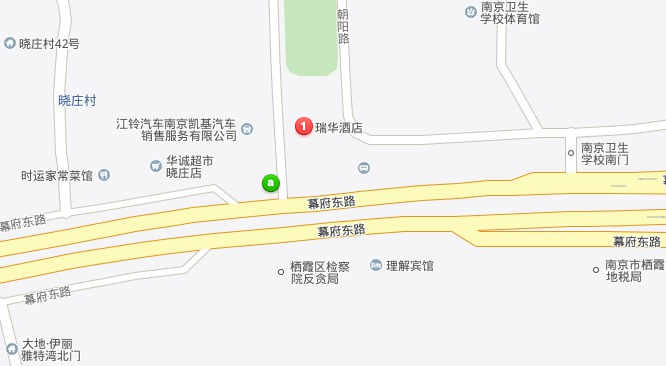 南京卫生
学校体育馆
朝阳路
晓庄村42号
晓庄村
江铃汽车南京凯基汽车
销售服务有限公司
1
瑞华酒店
华诚超市
晓庄店
南京卫生
学校南门
时运家常菜馆
a
幕府东路
幕府东路
幕府东路
幕府东路
栖霞区检察
院反贪局
理解宾馆
南京市栖霞
地税局
幕府东路
大地·伊丽
雅特湾北门